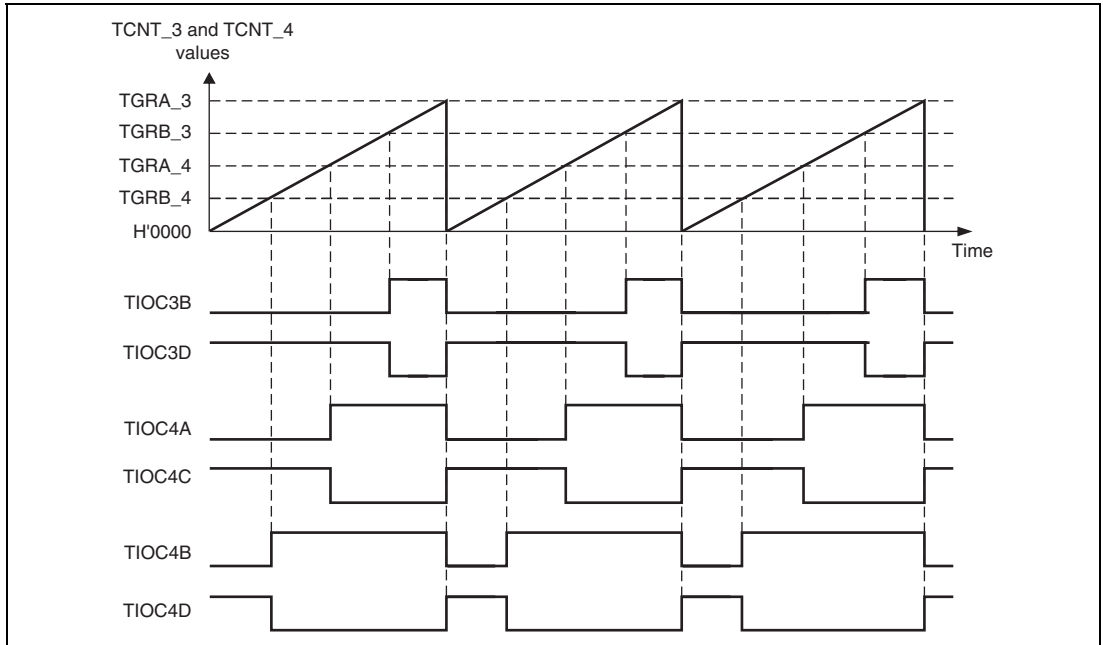 TCNT_3 and TCNT_4
values
TGRA_3
TGRB_3
TGRA_4
TGRB_4
H'0000
Time
TIOC3B
TIOC3D
TIOC4A
TIOC4C
TIOC4B
TIOC4D